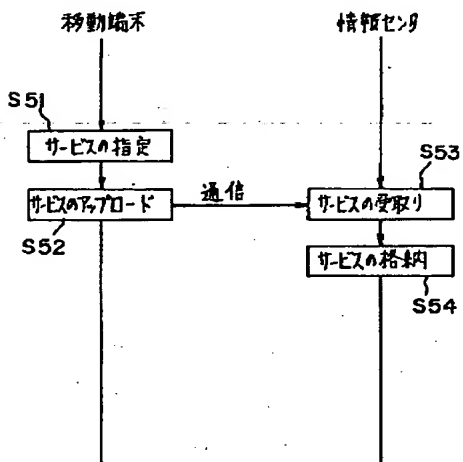 移動端末
情報センタ
S51
サービスの指定
S53
サービスのアップロード
通信
サービスの受取り
S52
サービスの格納
S54